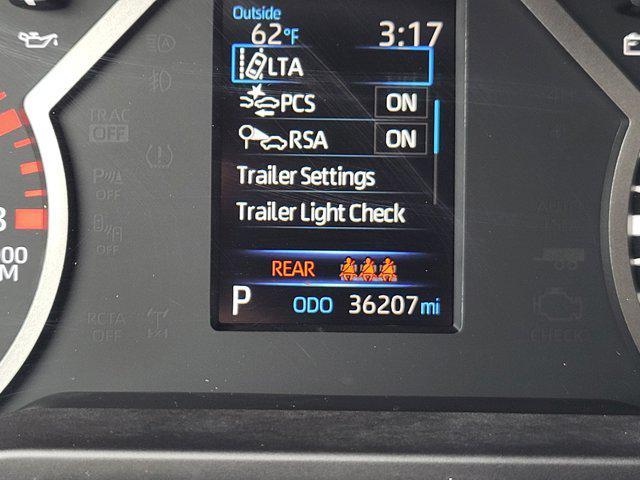 Outside
62°F 3:17
LTA
PCS ON
RSA ON
Trailer Settings
Trailer Light Check
REAR
P ODO 36207mi
TRAC
OFF
P
OFF
OFF
RCTA
OFF
CHECK
8